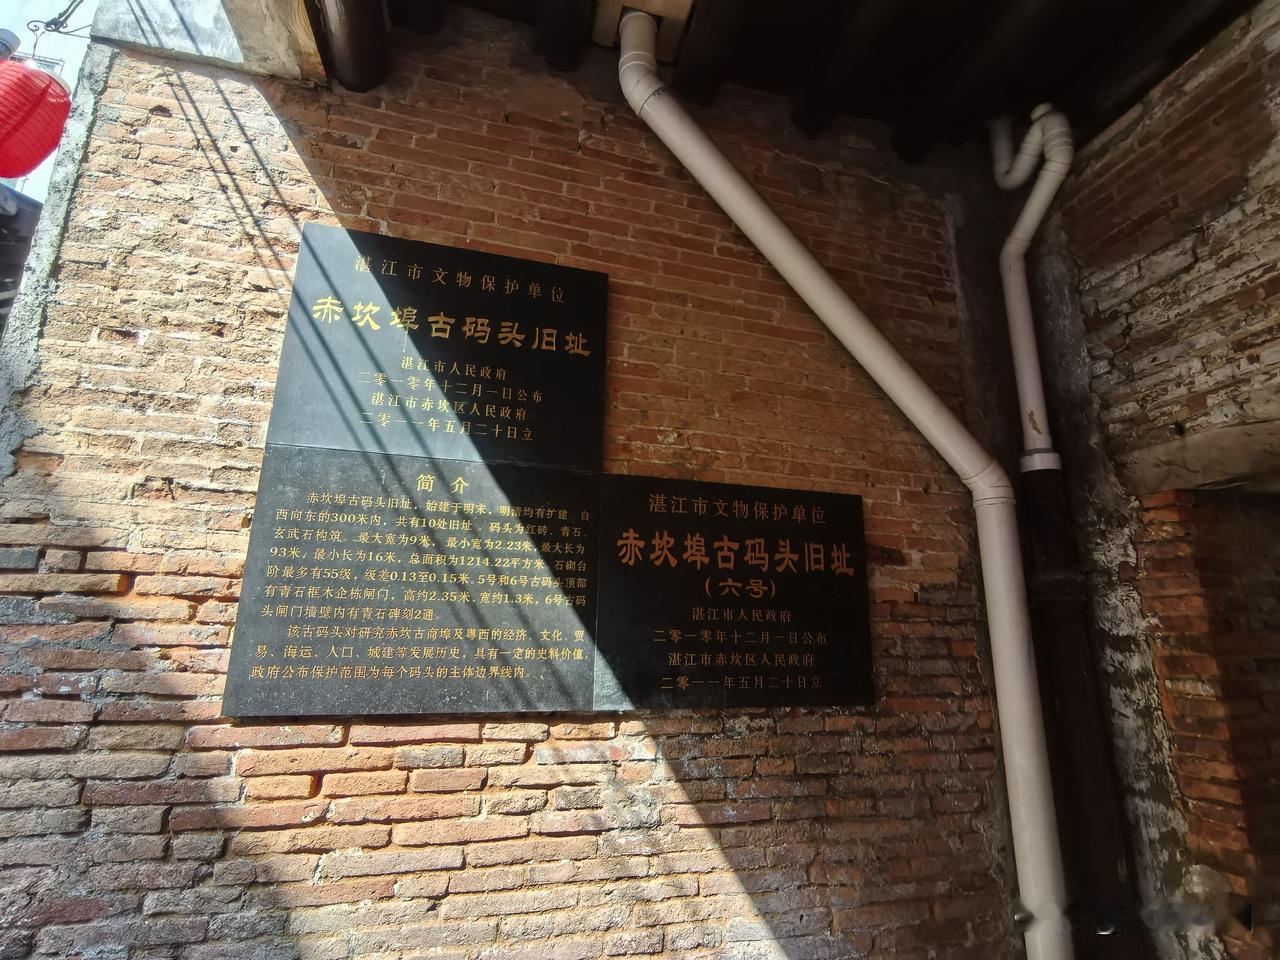 湛江市文物保护单位
赤坎埠古码头旧址
湛江市人民政府
二零一零年十二月一日公布
湛江市赤坎区人民政府
二零一一年五月二十日立
简介
赤坎埠古码头旧址，始建于明末，明清均有扩建。自
西向东的300米内，共有10处旧址。码头为红砖、青石、
玄武石构筑。最大宽为9米，最小宽为2.23米，最大长为
93米，最小长为16米，总面积为1214.22平方米。石砌台
阶最多有55级，级差0.13至0.15米。5号和6号古码头顶部
有青石框木企栋闸门，高约2.35米、宽约1.3米，6号古码
头闸门墙壁内有青石碑刻2通。
该古码头对研究赤坎古商埠及粤西的经济、文化、贸
易、海运、人口、城建等发展历史，具有一定的史料价值。
政府公布保护范围为每个码头的主体边界线内。
湛江市文物保护单位
赤坎埠古码头旧址
（六号）
湛江市人民政府
二零一零年十二月一日公布
湛江市赤坎区人民政府
二零一一年五月二十日立